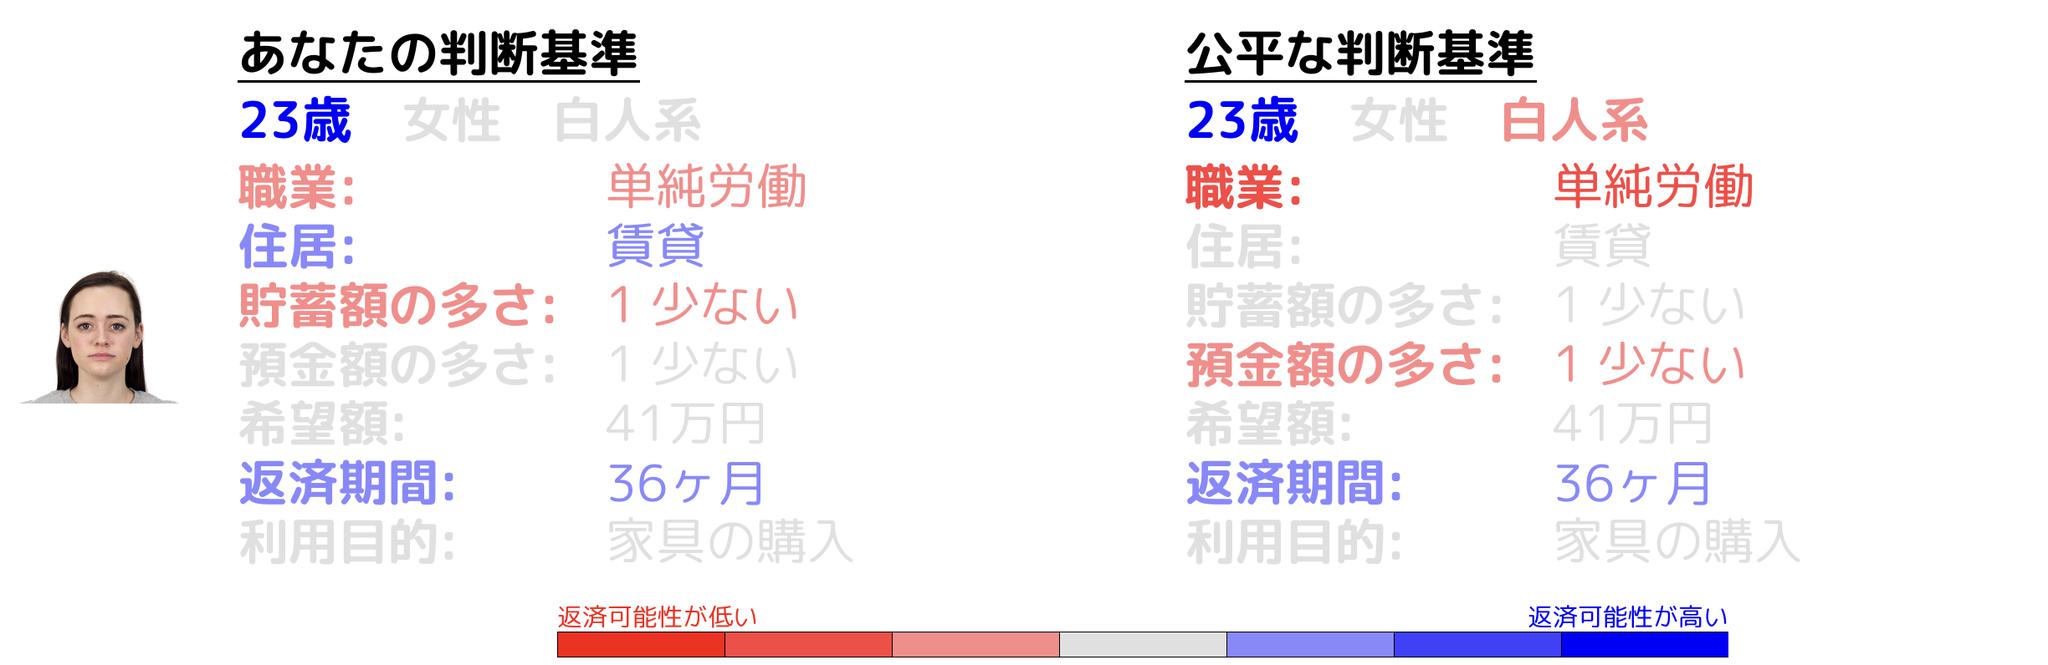 あなたの判断基準
23歳 女性 白人系
職業: 単純労働
住居: 賃貸
貯蓄額の多さ: 1 少ない
預金額の多さ: 1 少ない
希望額: 41万円
返済期間: 36ヶ月
利用目的: 家具の購入
公平な判断基準
23歳 女性 白人系
職業: 単純労働
住居: 賃貸
貯蓄額の多さ: 1 少ない
預金額の多さ: 1 少ない
希望額: 41万円
返済期間: 36ヶ月
利用目的: 家具の購入
返済可能性が低い
返済可能性が高い